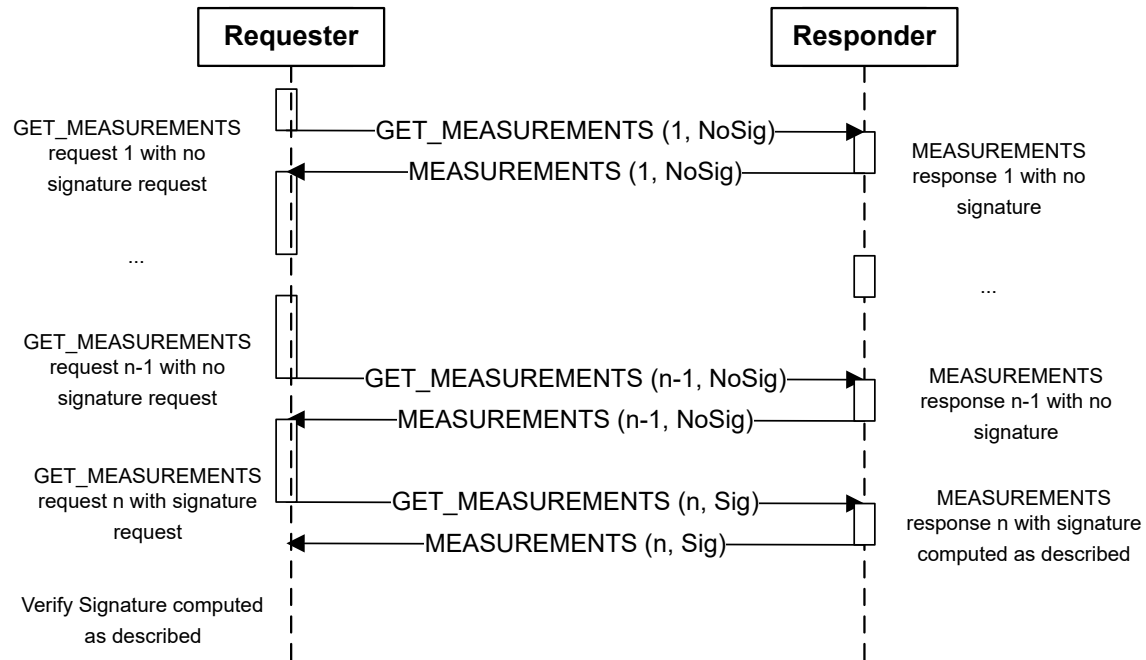 Requester
Responder
GET_MEASUREMENTS
request 1 with no
signature request
GET_MEASUREMENTS (1, NoSig)
MEASUREMENTS (1, NoSig)
MEASUREMENTS
response 1 with no
signature
...
...
GET_MEASUREMENTS
request n-1 with no
signature request
GET_MEASUREMENTS (n-1, NoSig)
MEASUREMENTS (n-1, NoSig)
MEASUREMENTS
response n-1 with no
signature
GET_MEASUREMENTS
request n with signature
request
GET_MEASUREMENTS (n, Sig)
MEASUREMENTS (n, Sig)
MEASUREMENTS
response n with signature
computed as described
Verify Signature computed
as described